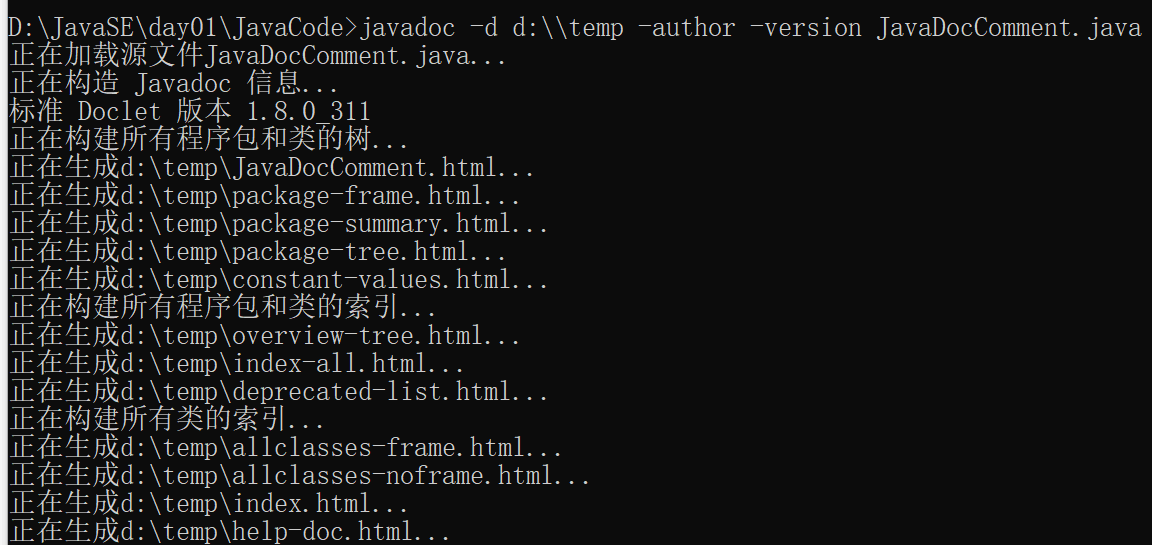 D:\JavaSE\day01\JavaCode>javadoc -d d:\\temp -author -version JavaDocComment.java
正在加载源文件JavaDocComment.java...
正在构造 Javadoc 信息...
标准 Doclet 版本 1.8.0_311
正在构建所有程序包和类的树...
正在生成d:\temp\JavaDocComment.html...
正在生成d:\temp\package-frame.html...
正在生成d:\temp\package-summary.html...
正在生成d:\temp\package-tree.html...
正在生成d:\temp\constant-values.html...
正在构建所有程序包和类的索引...
正在生成d:\temp\overview-tree.html...
正在生成d:\temp\index-all.html...
正在生成d:\temp\deprecated-list.html...
正在构建所有类的索引...
正在生成d:\temp\allclasses-frame.html...
正在生成d:\temp\allclasses-noframe.html...
正在生成d:\temp\index.html...
正在生成d:\temp\help-doc.html...